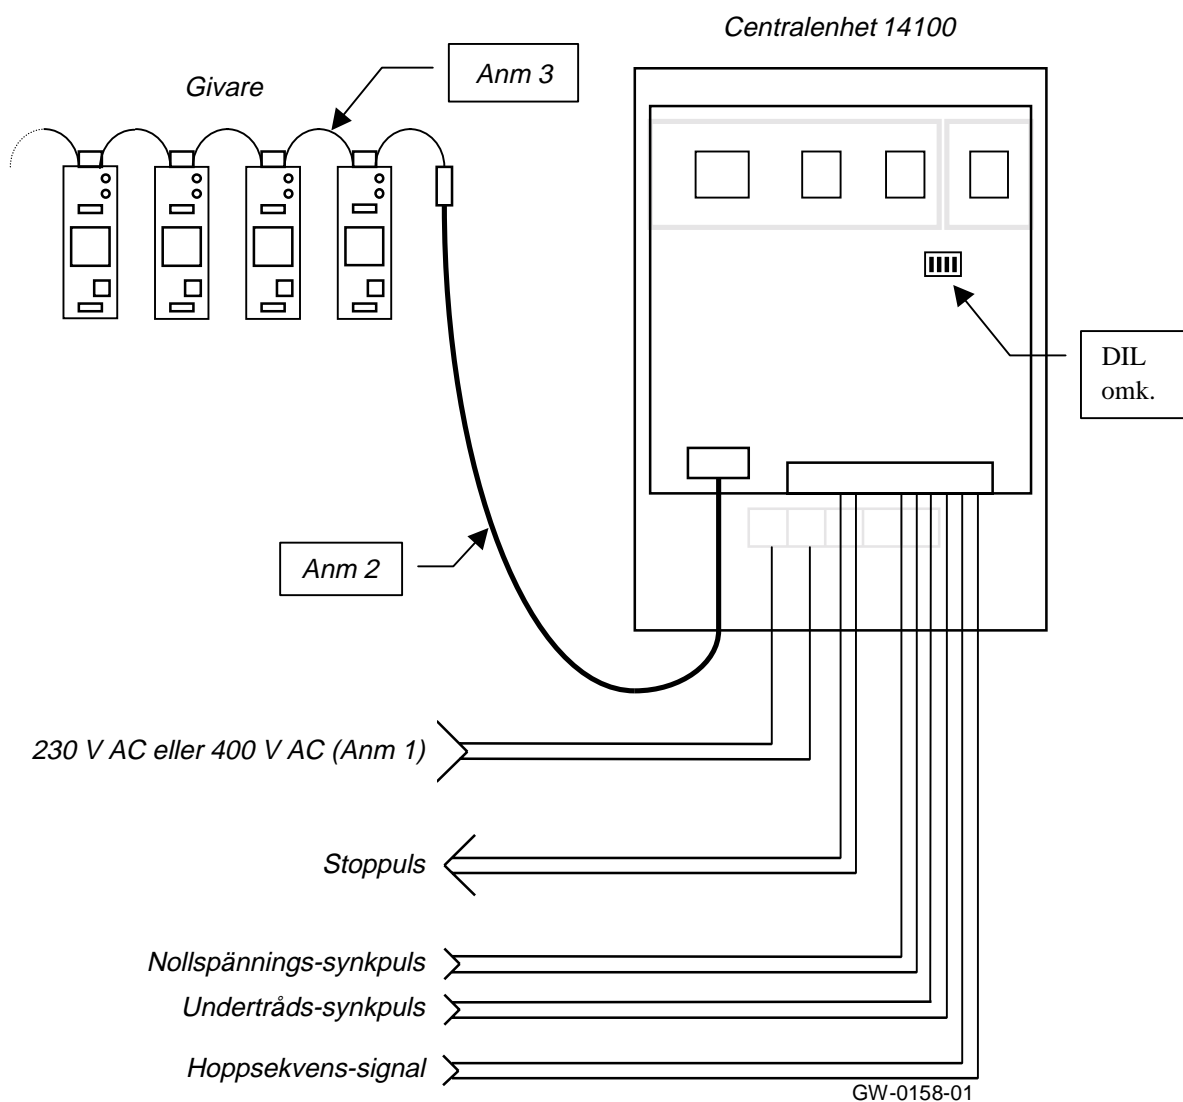 Centralenhet 14100
Anm 3
Givare
DIL
omk.
Anm 2
230 V AC eller 400 V AC (Anm 1)
Stoppuls
Nollspännings-synkpuls
Undertråds-synkpuls
Hoppsekvens-signal
GW-0158-01